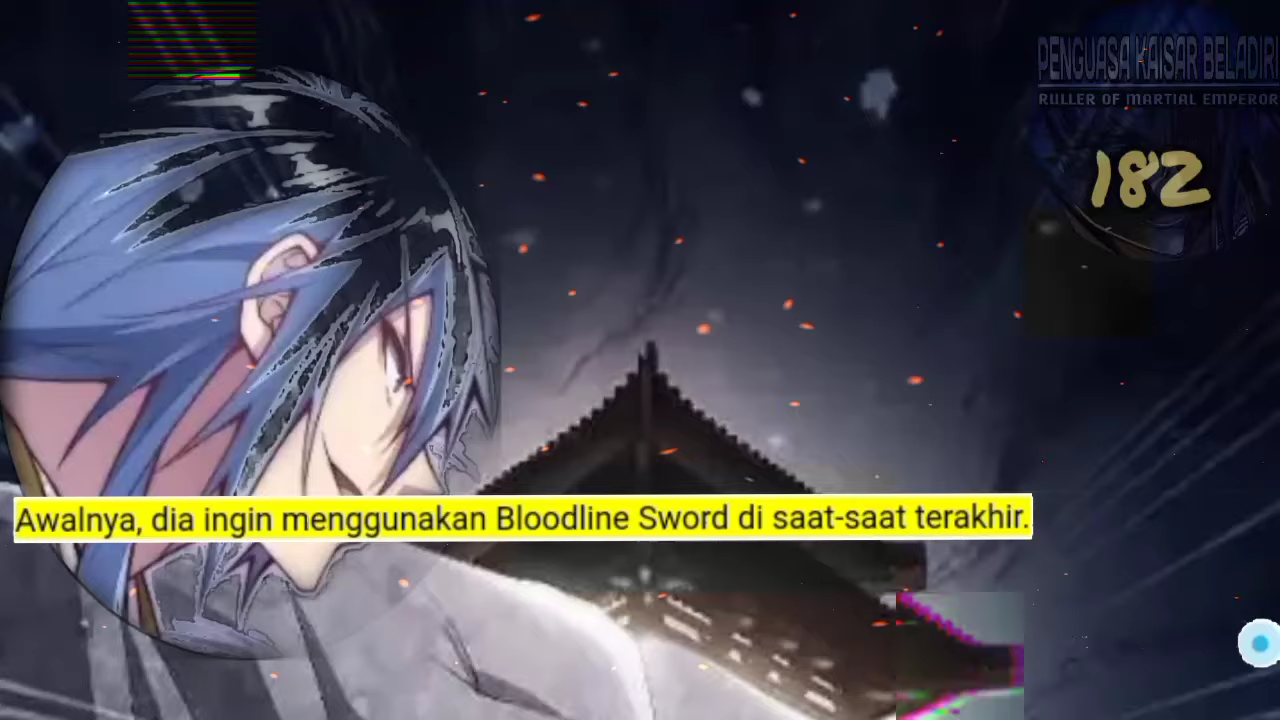 PENGUASA KAISAR BELADIRI
RULLER OF MARTIAL EMPEROR
182
Awalnya, dia ingin menggunakan Bloodline Sword di saat-saat terakhir.